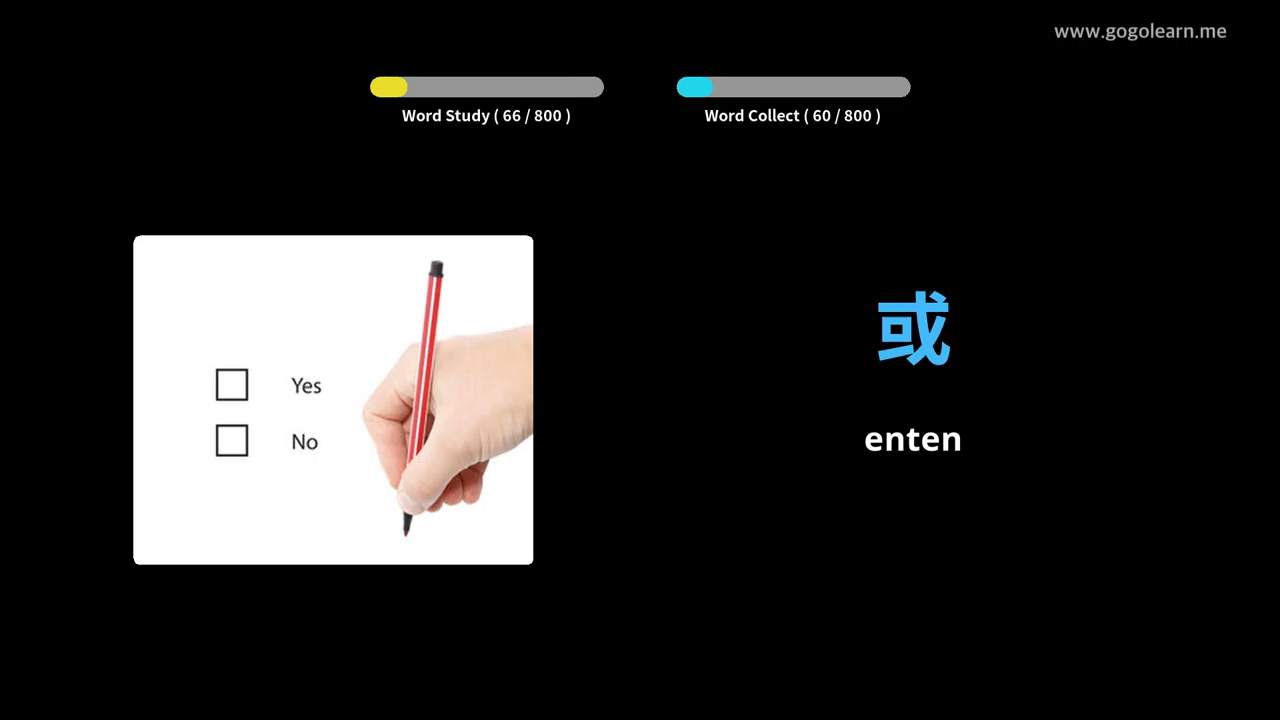 www.gogolearn.me
Word Study ( 66 / 800 )
Word Collect ( 60 / 800 )
Yes
No
或
enten